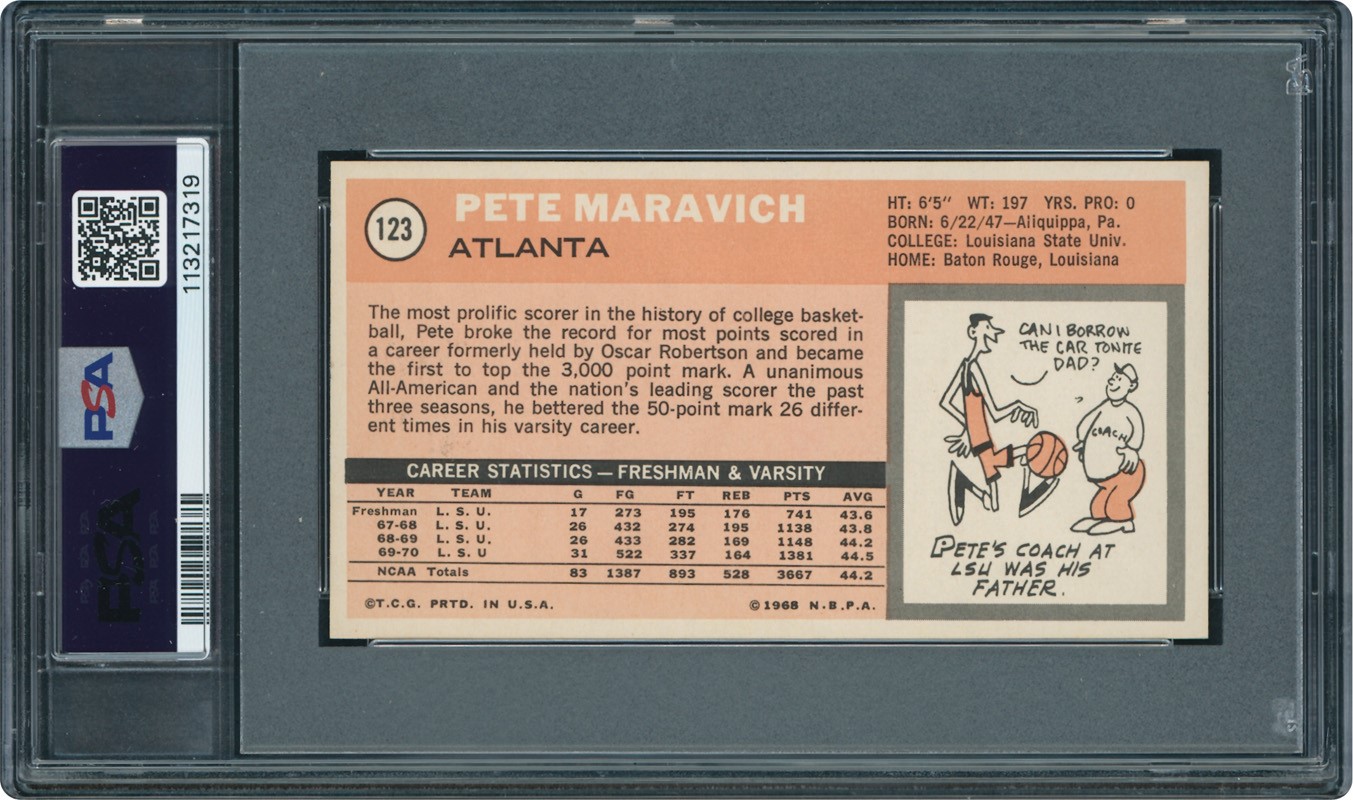 113217319
PSA
PSA
123
PETE MARAVICH
ATLANTA
HT: 6'5" WT: 197 YRS. PRO: 0
BORN: 6/22/47—Aliquippa, Pa.
COLLEGE: Louisiana State Univ.
HOME: Baton Rouge, Louisiana
The most prolific scorer in the history of college basket-
ball, Pete broke the record for most points scored in
a career formerly held by Oscar Robertson and became
the first to top the 3,000 point mark. A unanimous
All-American and the nation's leading scorer the past
three seasons, he bettered the 50-point mark 26 differ-
ent times in his varsity career.
CAREER STATISTICS — FRESHMAN & VARSITY
YEAR TEAM G FG FT REB PTS AVG
Freshman L. S. U. 17 273 195 176 741 43.6
67-68 L. S. U. 26 432 274 195 1138 43.8
68-69 L. S. U. 26 433 282 169 1148 44.2
69-70 L. S. U 31 522 337 164 1381 44.5
NCAA Totals 83 1387 893 528 3667 44.2
©T.C.G. PRTD. IN U.S.A. ©1968 N.B.P.A.
CAN I BORROW
THE CAR TONITE
DAD?
COACH
PETE'S COACH AT
LSU WAS HIS
FATHER.